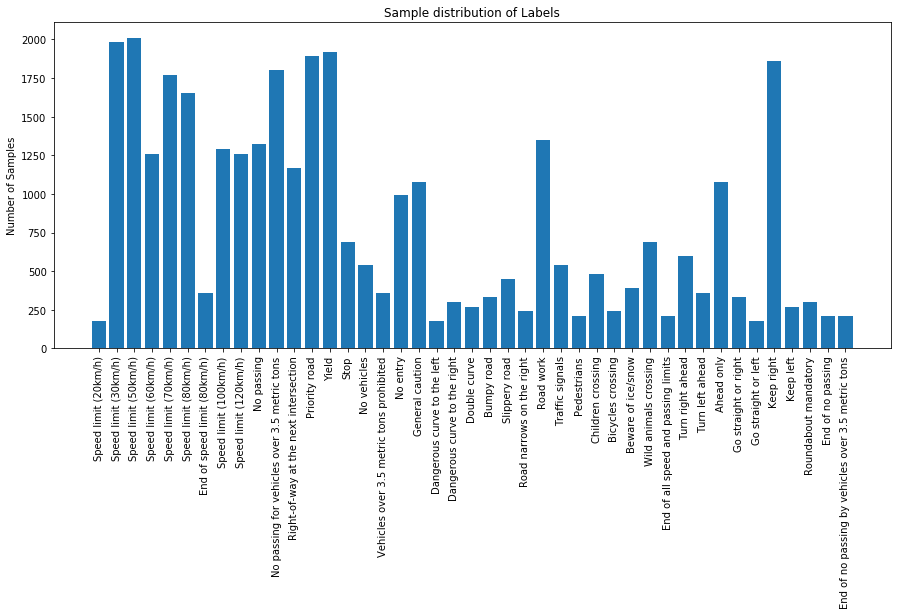 Sample distribution of Labels
Number of Samples
2000
1750
1500
1250
1000
750
500
250
0
Speed limit (20km/h)
Speed limit (30km/h)
Speed limit (50km/h)
Speed limit (60km/h)
Speed limit (70km/h)
Speed limit (80km/h)
End of speed limit (80km/h)
Speed limit (100km/h)
Speed limit (120km/h)
No passing
No passing for vehicles over 3.5 metric tons
Right-of-way at the next intersection
Priority road
Yield
Stop
No vehicles
Vehicles over 3.5 metric tons prohibited
No entry
General caution
Dangerous curve to the left
Dangerous curve to the right
Double curve
Bumpy road
Slippery road
Road narrows on the right
Road work
Traffic signals
Pedestrians
Children crossing
Bicycles crossing
Beware of ice/snow
Wild animals crossing
End of all speed and passing limits
Turn right ahead
Turn left ahead
Ahead only
Go straight or right
Go straight or left
Keep right
Keep left
Roundabout mandatory
End of no passing
End of no passing by vehicles over 3.5 metric tons